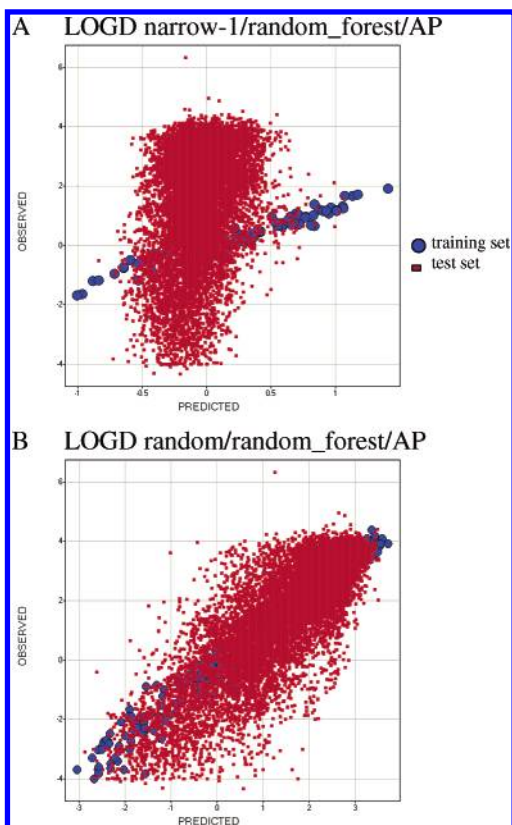 A LOGD narrow-1/random_forest/AP
6
4
2
0
-2
-4
OBSERVED
-1 -0.5 0 0.5 1
PREDICTED
training set
test set
B LOGD random/random_forest/AP
6
4
2
0
-2
-4
OBSERVED
-3 -2 -1 0 1 2 3
PREDICTED